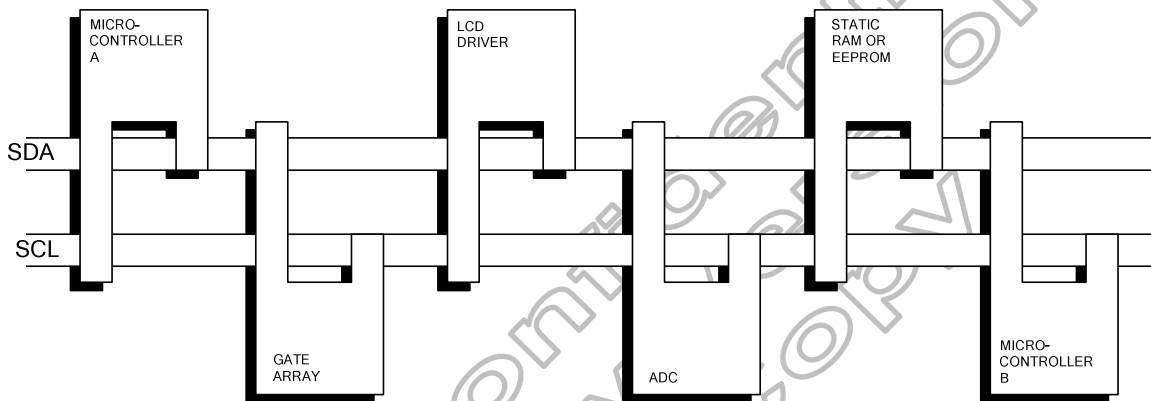 MICRO-
CONTROLLER
A
LCD
DRIVER
STATIC
RAM OR
EEPROM
SDA
SCL
GATE
ARRAY
ADC
MICRO-
CONTROLLER
B